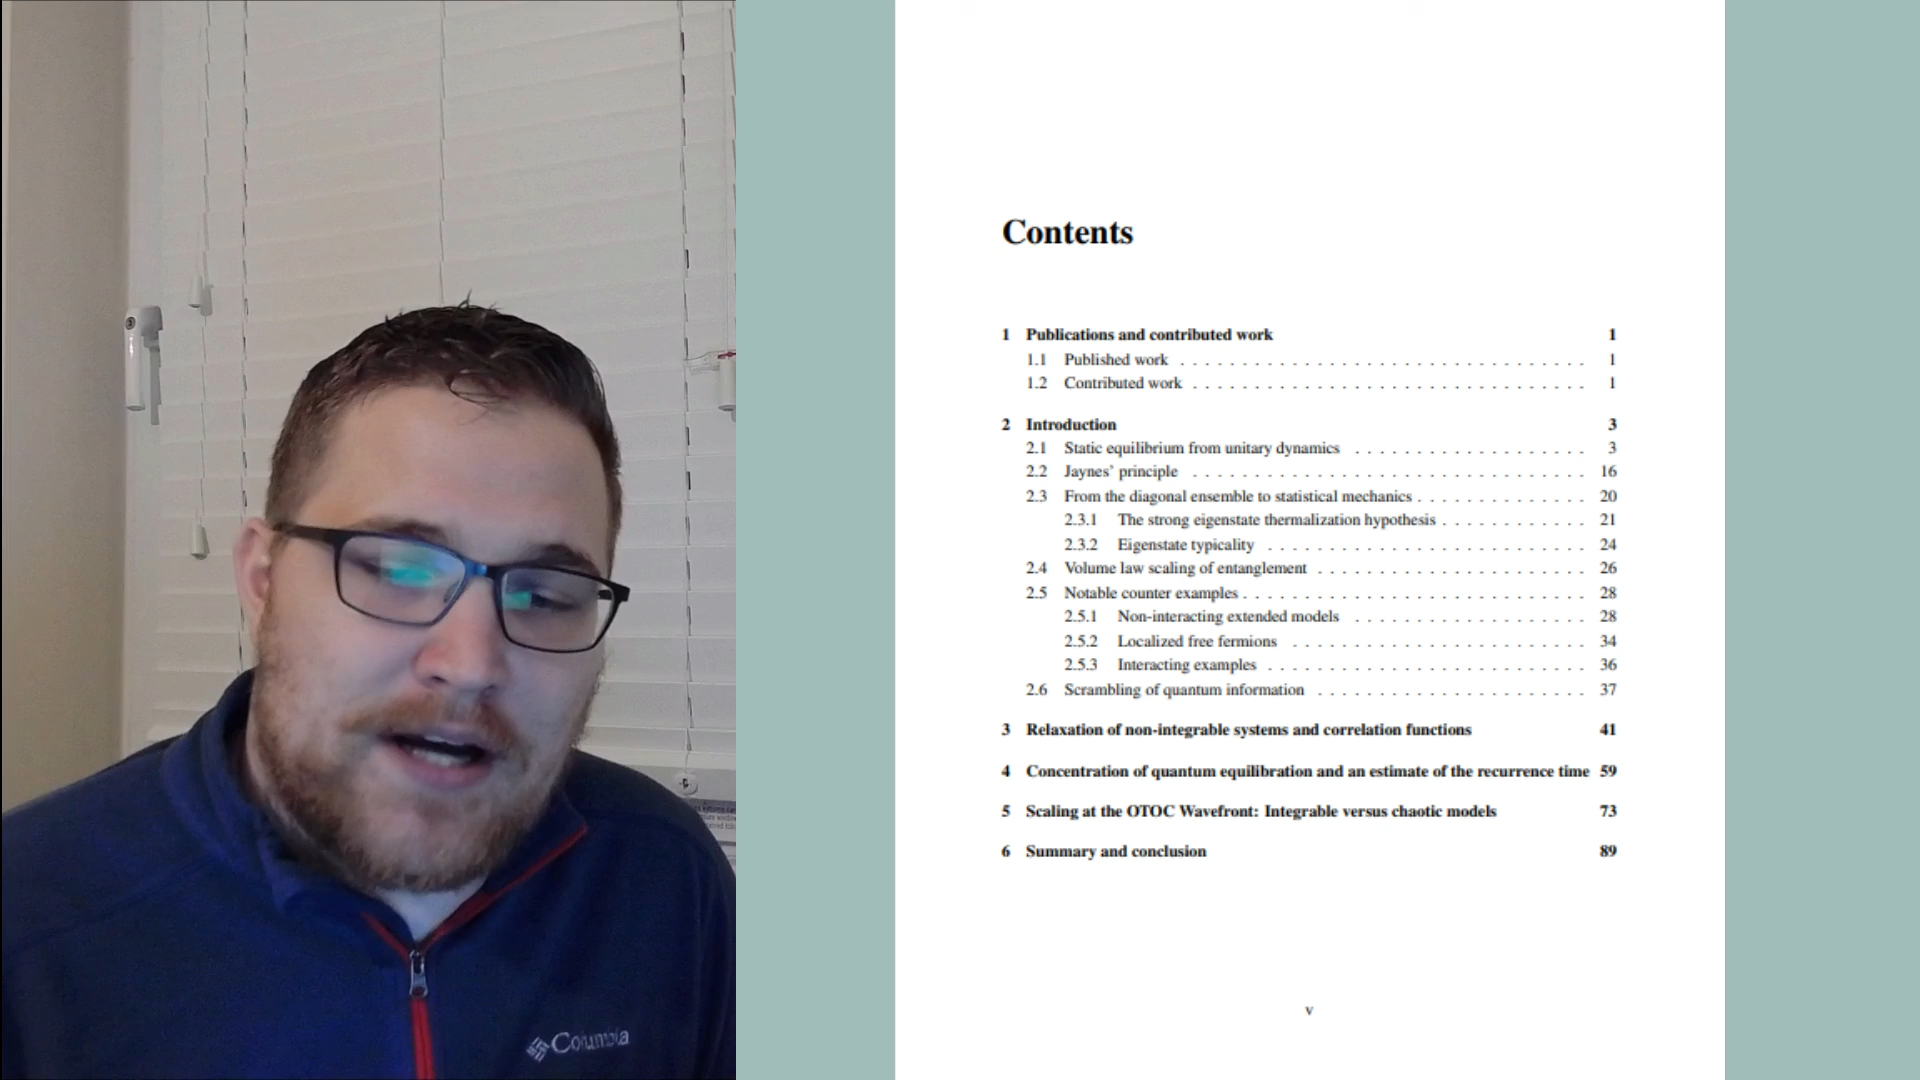 Columbia
Contents
1 Publications and contributed work 1
1.1 Published work . . . . . . . . . . . . . . . . . . . . . . . . . . . . . . . . . 1
1.2 Contributed work . . . . . . . . . . . . . . . . . . . . . . . . . . . . . . . . 1
2 Introduction 3
2.1 Static equilibrium from unitary dynamics . . . . . . . . . . . . . . . . . . . 3
2.2 Jaynes’ principle . . . . . . . . . . . . . . . . . . . . . . . . . . . . . . . . 16
2.3 From the diagonal ensemble to statistical mechanics . . . . . . . . . . . . . . 20
2.3.1 The strong eigenstate thermalization hypothesis . . . . . . . . . . . . 21
2.3.2 Eigenstate typicality . . . . . . . . . . . . . . . . . . . . . . . . . . 24
2.4 Volume law scaling of entanglement . . . . . . . . . . . . . . . . . . . . . . 26
2.5 Notable counter examples . . . . . . . . . . . . . . . . . . . . . . . . . . . . 28
2.5.1 Non-interacting extended models . . . . . . . . . . . . . . . . . . . 28
2.5.2 Localized free fermions . . . . . . . . . . . . . . . . . . . . . . . . 34
2.5.3 Interacting examples . . . . . . . . . . . . . . . . . . . . . . . . . . 36
2.6 Scrambling of quantum information . . . . . . . . . . . . . . . . . . . . . . 37
3 Relaxation of non-integrable systems and correlation functions 41
4 Concentration of quantum equilibration and an estimate of the recurrence time 59
5 Scaling at the OTOC Wavefront: Integrable versus chaotic models 73
6 Summary and conclusion 89
v